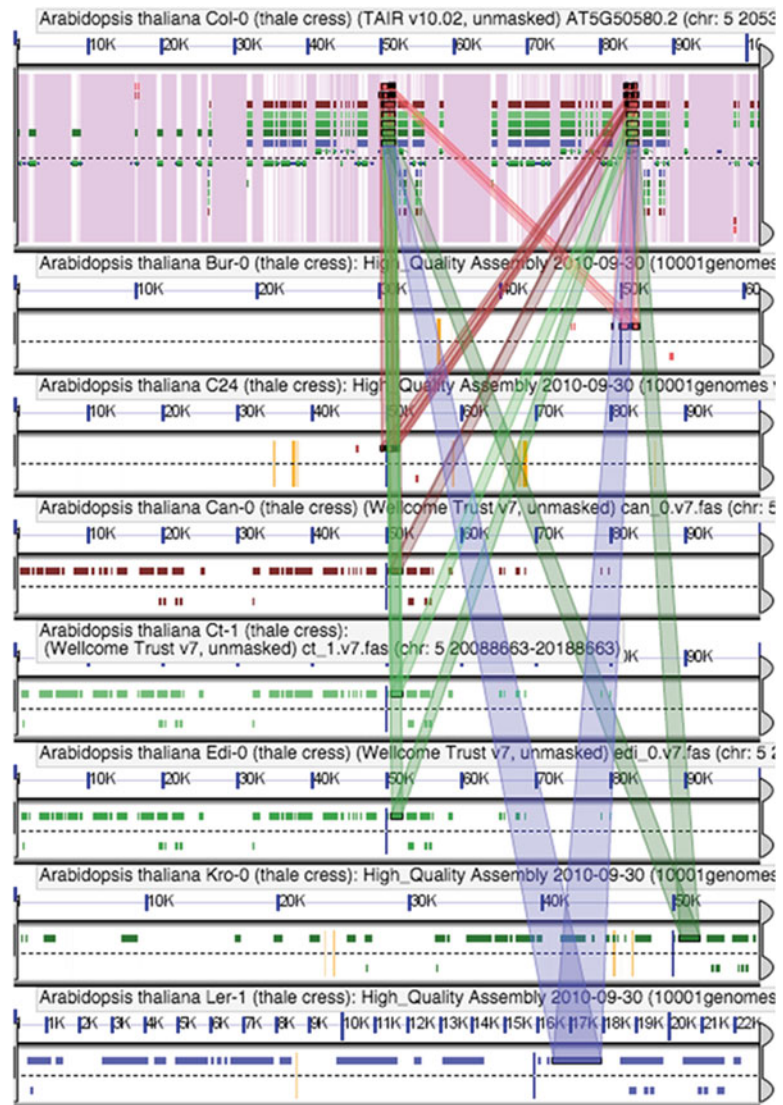 Arabidopsis thaliana Col-0 (thale cress) (TAIR v10.02, unmasked) AT5G50580.2 (chr: 5 2053
10K 20K 30K 40K 50K 60K 70K 80K 90K 10
Arabidopsis thaliana Bur-0 (thale cress): High_Quality Assembly 2010-09-30 (10001genomes
10K 20K 30K 40K 50K 60
Arabidopsis thaliana C24 (thale cress): High_Quality Assembly 2010-09-30 (10001genomes v
10K 20K 30K 40K 50K 60K 70K 80K 90K
Arabidopsis thaliana Can-0 (thale cress) (Wellcome Trust v7, unmasked) can_0.v7.fas (chr: 5
10K 20K 30K 40K 50K 60K 70K 80K 90K
Arabidopsis thaliana Ct-1 (thale cress):
(Wellcome Trust v7, unmasked) ct_1.v7.fas (chr: 5 20088663-20188663)
0K 90K
Arabidopsis thaliana Edi-0 (thale cress) (Wellcome Trust v7, unmasked) edi_0.v7.fas (chr: 5 2
10K 20K 30K 40K 50K 60K 70K 80K 90K
Arabidopsis thaliana Kro-0 (thale cress): High_Quality Assembly 2010-09-30 (10001genomes
10K 20K 30K 40K 50K
Arabidopsis thaliana Ler-1 (thale cress): High_Quality Assembly 2010-09-30 (10001genomes
1K 2K 3K 4K 5K 6K 7K 8K 9K 10K 11K 12K 13K 14K 15K 16K 17K 18K 19K 20K 21K 22K